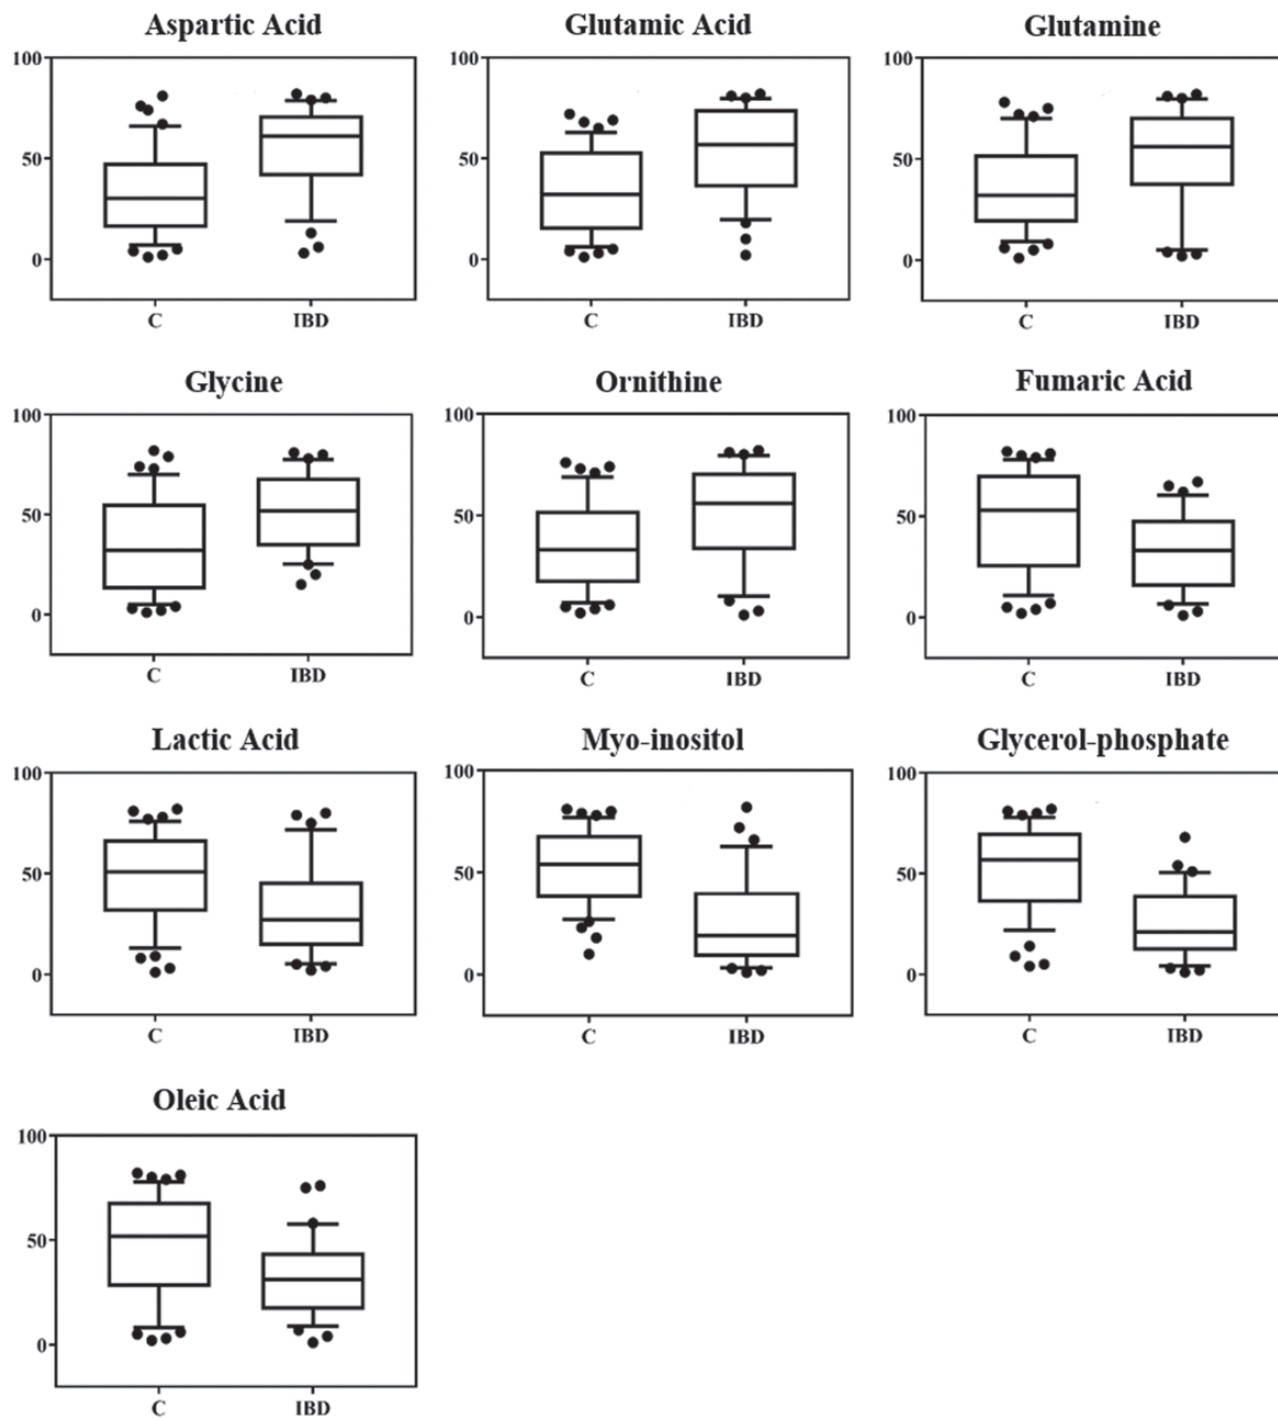 Aspartic Acid
Glutamic Acid
Glutamine
100
50
0
C
IBD
100
50
0
C
IBD
100
50
0
C
IBD
Glycine
Ornithine
Fumaric Acid
100
50
0
C
IBD
100
50
0
C
IBD
100
50
0
C
IBD
Lactic Acid
Myo-inositol
Glycerol-phosphate
100
50
0
C
IBD
100
50
0
C
IBD
100
50
0
C
IBD
Oleic Acid
100
50
0
C
IBD